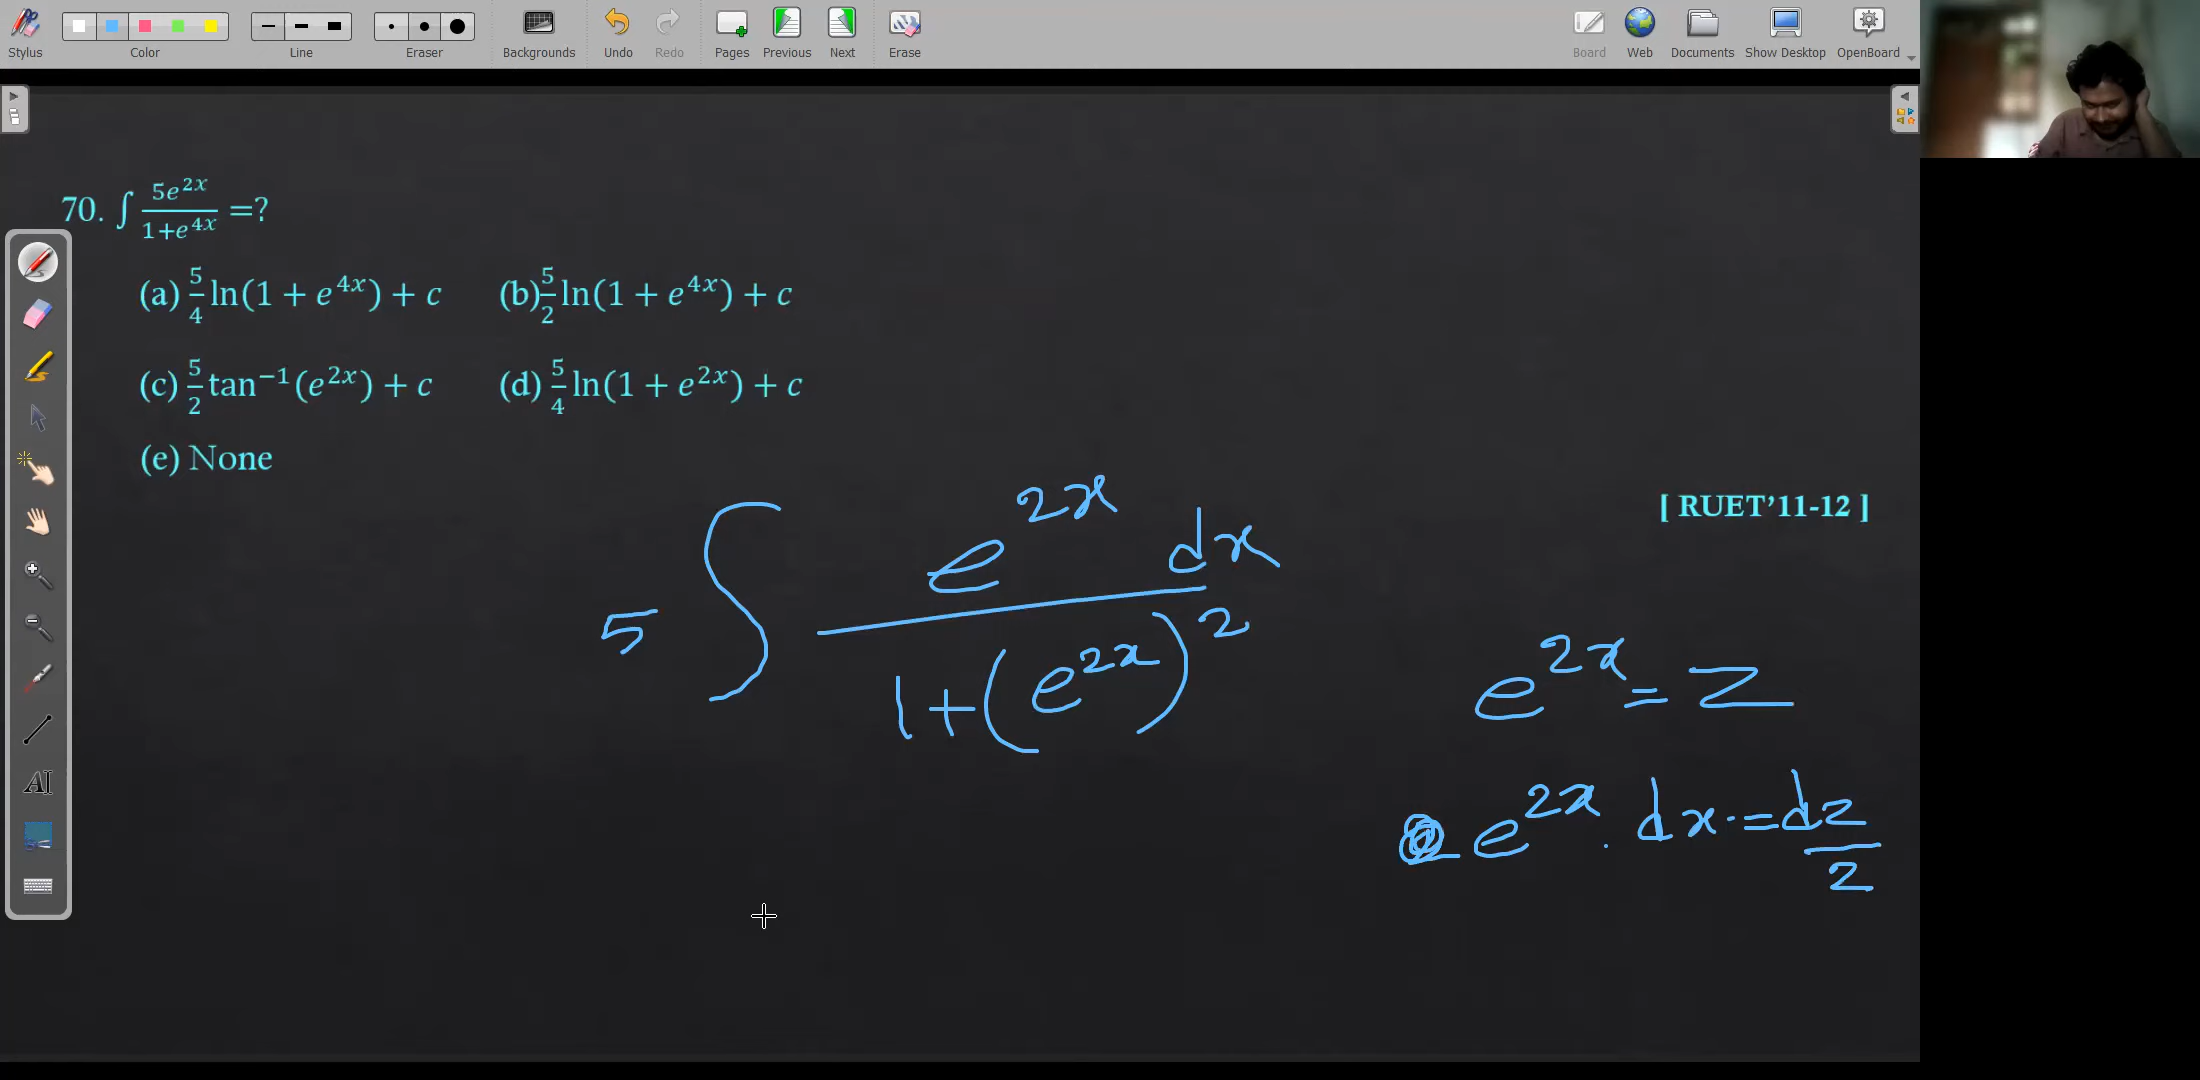 Stylus Color Line Eraser Backgrounds Undo Redo Pages Previous Next Erase Board Web Documents Show Desktop OpenBoard
70. ∫ 5e^{2x}/(1+e^{4x}) =?
(a) 5/4 ln(1 + e^{4x}) + c (b) 5/2 ln(1 + e^{4x}) + c
(c) 5/2 tan^{−1}(e^{2x}) + c (d) 5/4 ln(1 + e^{2x}) + c
(e) None
[ RUET’11-12 ]
5 ∫ e^{2x} dx / (1+(e^{2x})^2)
e^{2x} = z
e^{2x} . dx . = dz/2
AI